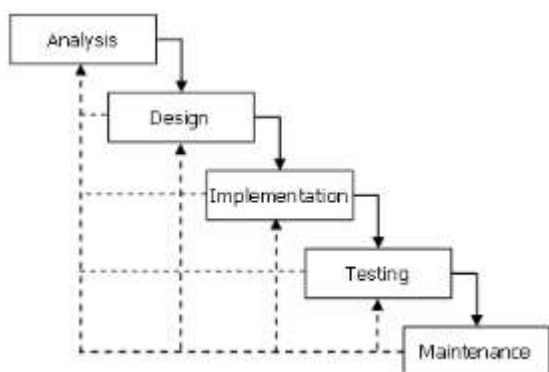 Analysis
Design
Implementation
Testing
Maintenance